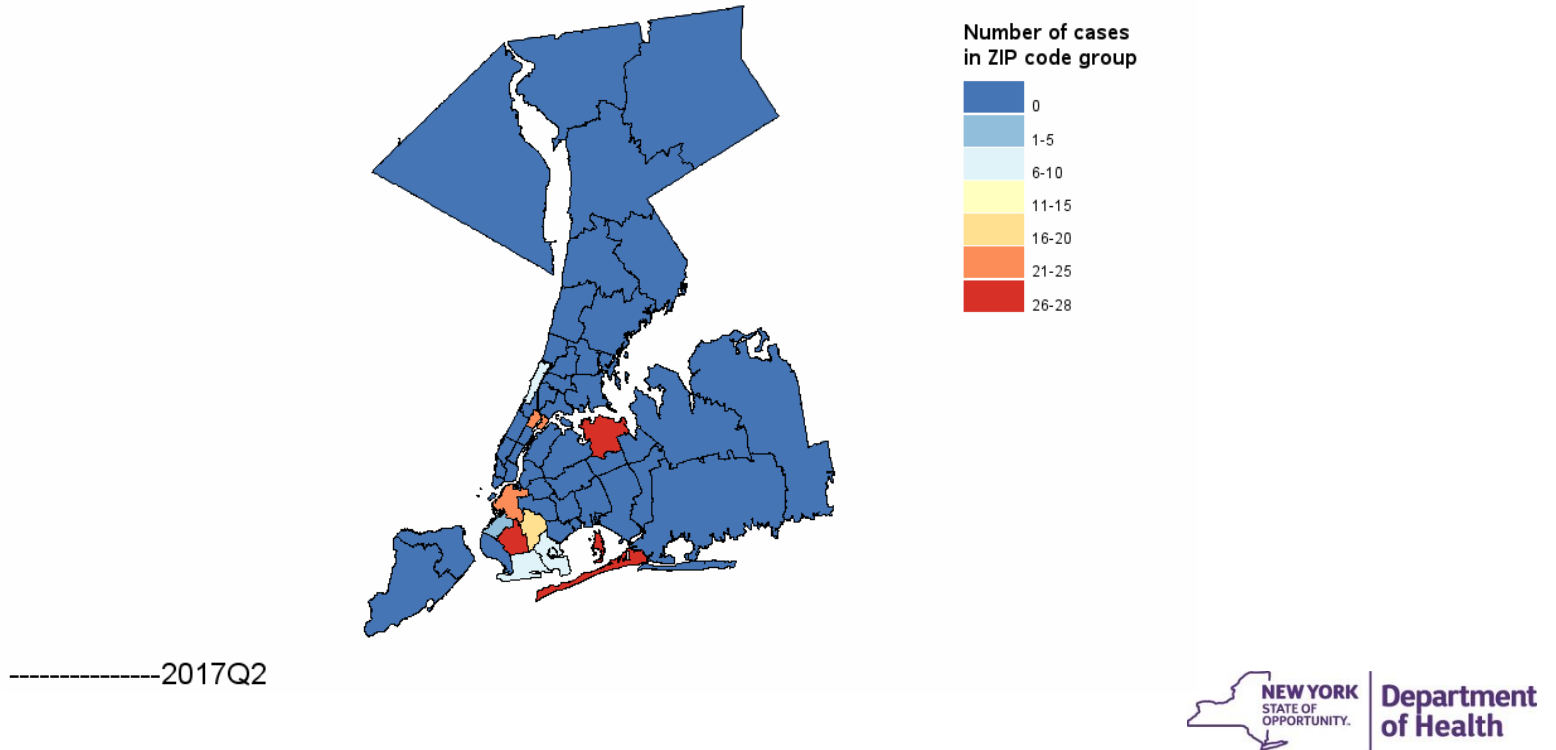 Number of cases
in ZIP code group
0
1-5
6-10
11-15
16-20
21-25
26-28
---------------2017Q2
NEW YORK
STATE OF
OPPORTUNITY.
Department
of Health